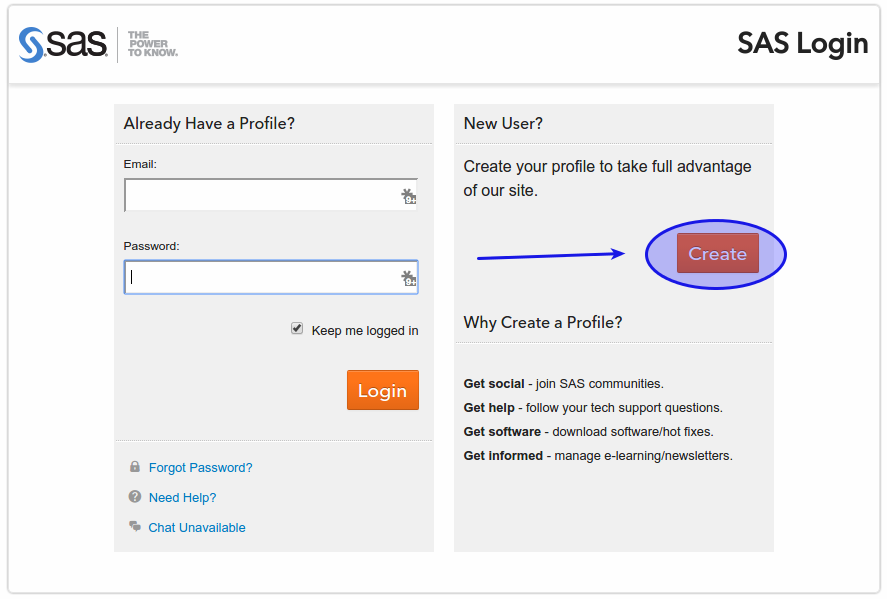 sas
THE
POWER
TO KNOW.
SAS Login
Already Have a Profile?
Email:
9+
Password:
9+
Keep me logged in
Login
Forgot Password?
Need Help?
Chat Unavailable
New User?
Create your profile to take full advantage
of our site.
Create
Why Create a Profile?
Get social - join SAS communities.
Get help - follow your tech support questions.
Get software - download software/hot fixes.
Get informed - manage e-learning/newsletters.